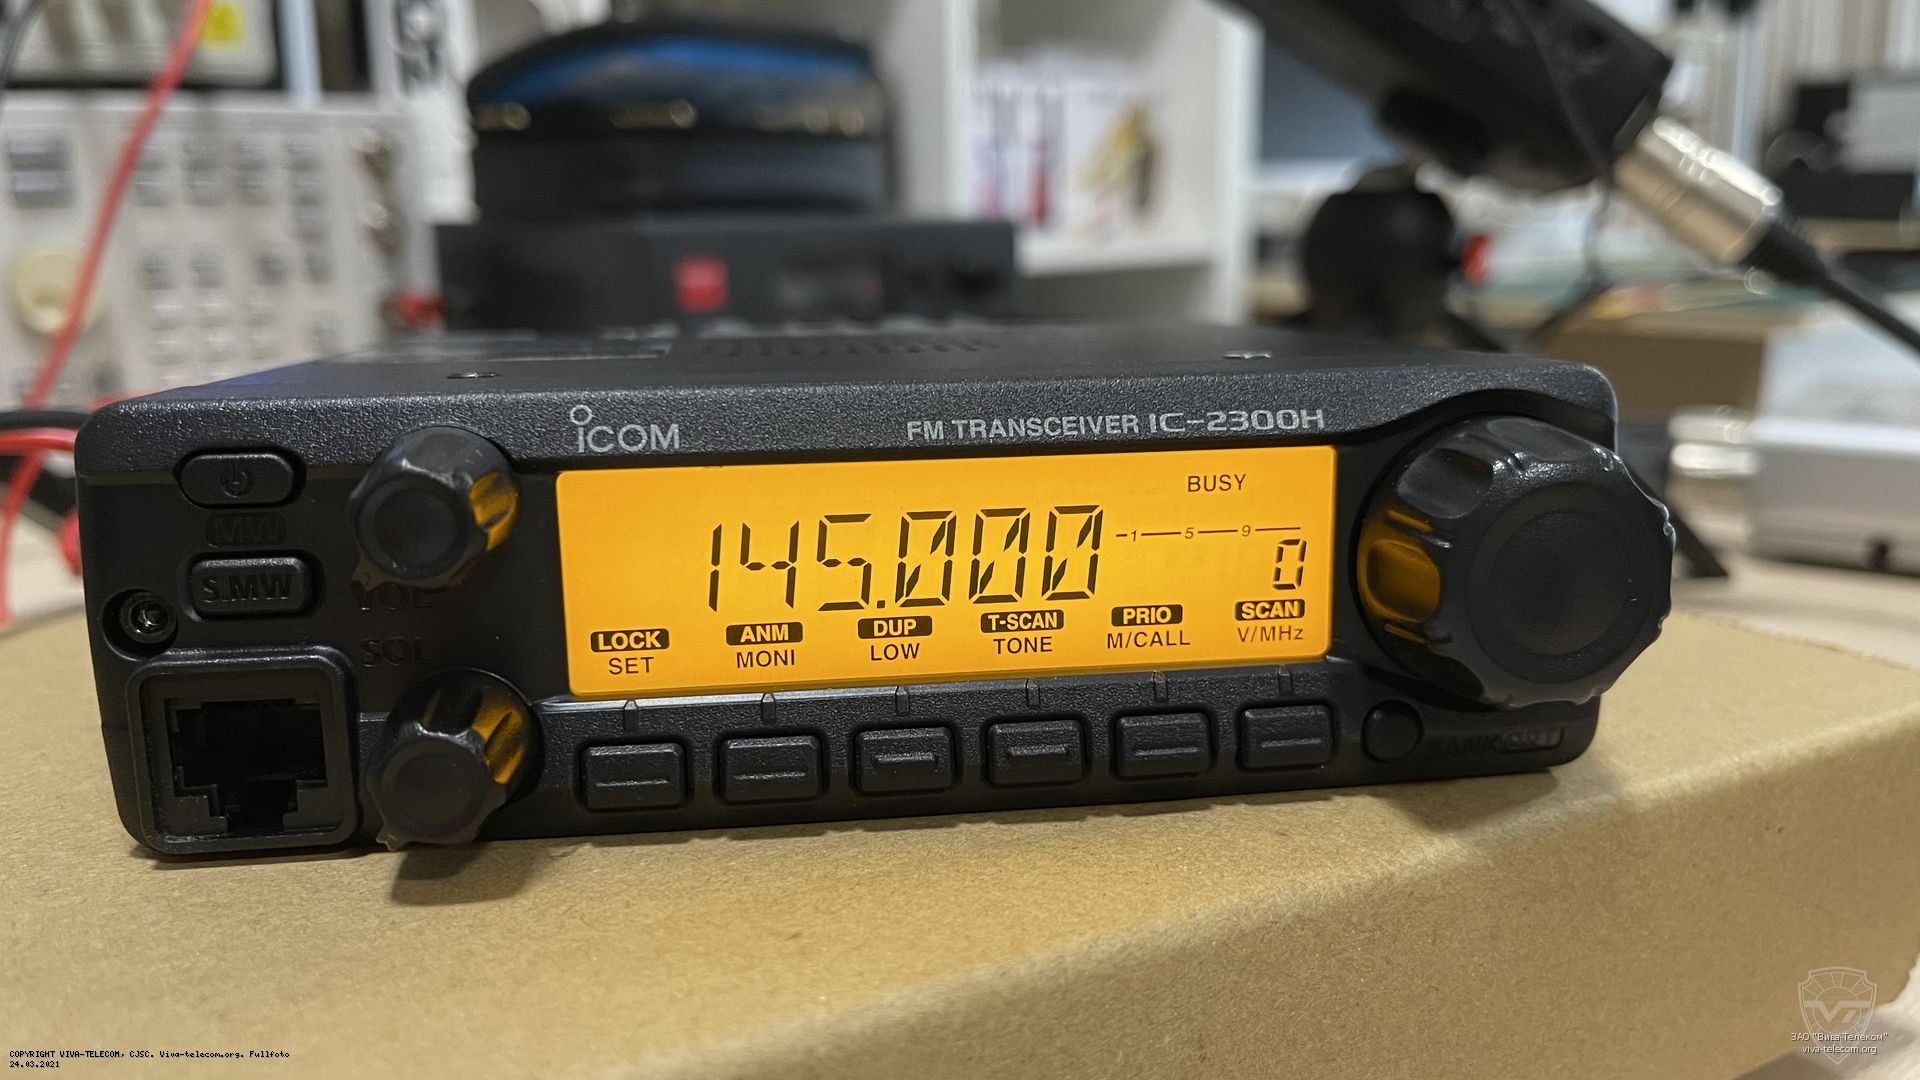 ICOM
FM TRANSCEIVER IC-2300H
MW
S.MW
VOL
SQL
BUSY
145.000
1 5 9
0
LOCK ANM DUP T-SCAN PRIO SCAN
SET MONI LOW TONE M/CALL V/MHz
BANK OPT
COPYRIGHT VIVA-TELECOM, CJSC. Viva-telecom.org. Fullfoto
24.03.2021
ЗАО "Вива-Телеком"
viva-telecom.org